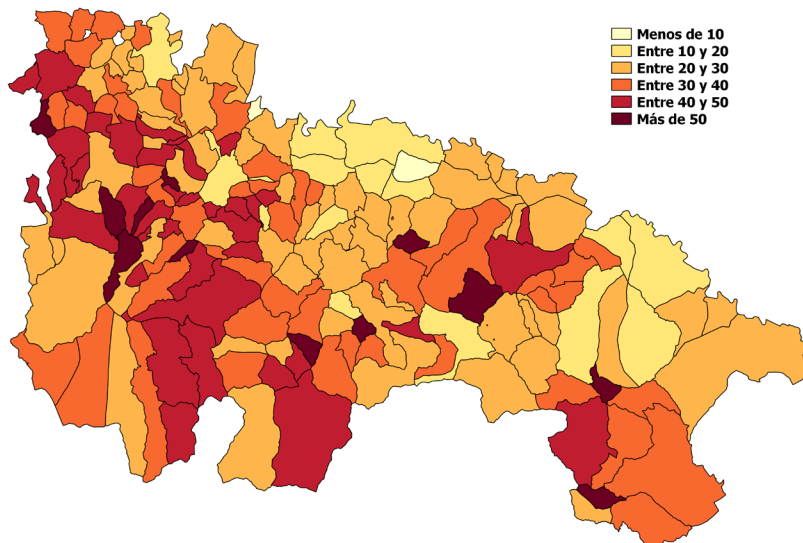 Menos de 10
Entre 10 y 20
Entre 20 y 30
Entre 30 y 40
Entre 40 y 50
Más de 50